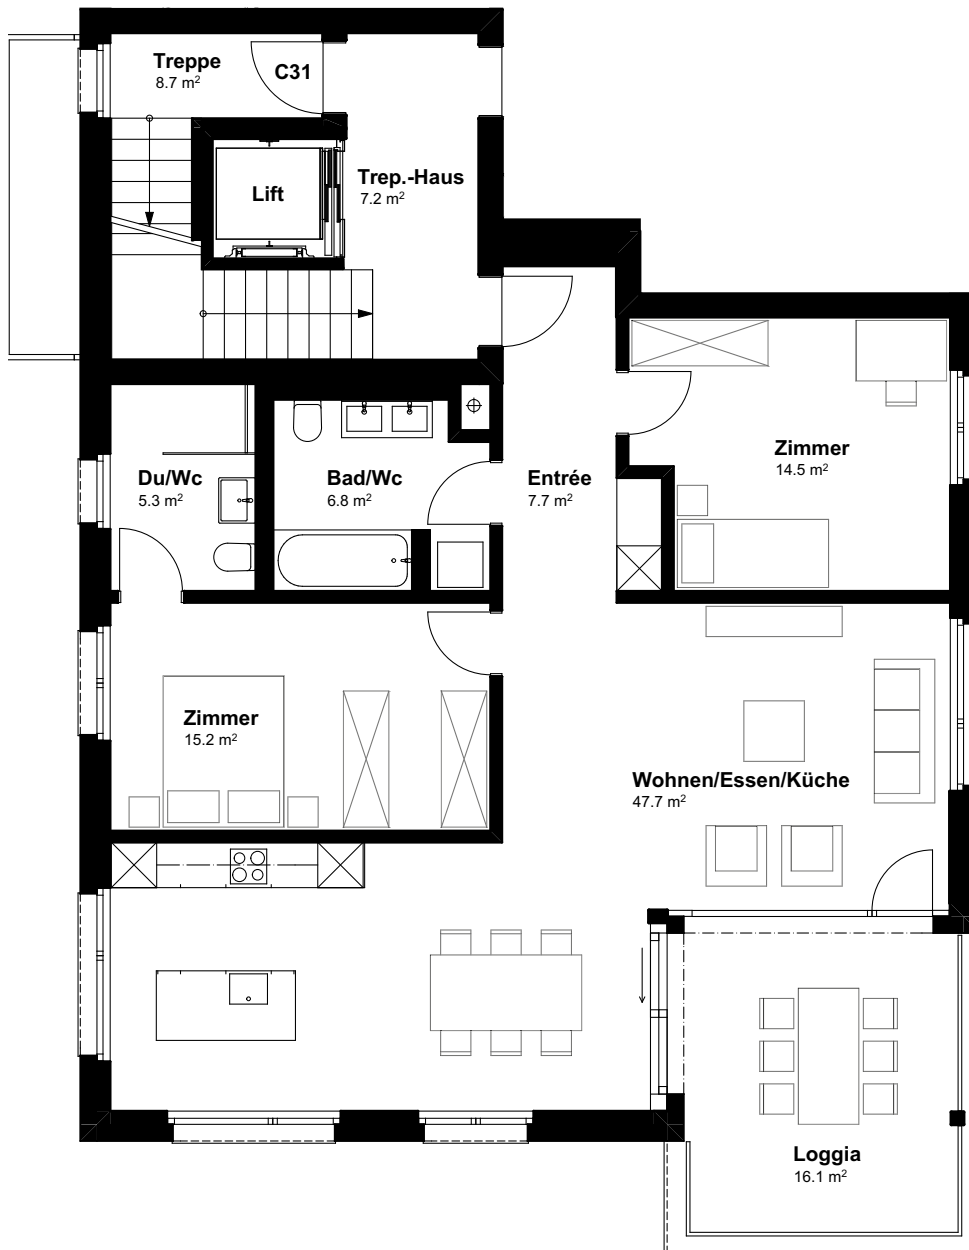 Treppe
8.7 m²
C31
Lift
Trep.-Haus
7.2 m²
Du/Wc
5.3 m²
Bad/Wc
6.8 m²
Entrée
7.7 m²
Zimmer
14.5 m²
Zimmer
15.2 m²
Wohnen/Essen/Küche
47.7 m²
Loggia
16.1 m²